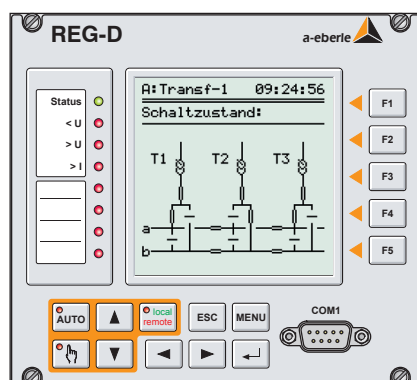 REG-D
a-eberle
Status
< U
> U
> I
A:Transf-1 09:24:56
Schaltzustand:
T1 T2 T3
a
b
F1
F2
F3
F4
F5
AUTO
local
remote
ESC
MENU
COM1